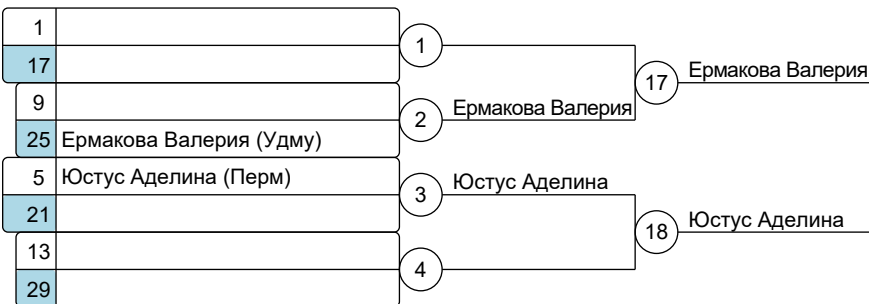 1
1
17
17 Ермакова Валерия
9
2 Ермакова Валерия
25 Ермакова Валерия (Удму)
5 Юстус Аделина (Перм)
3 Юстус Аделина
21
18 Юстус Аделина
13
4
29